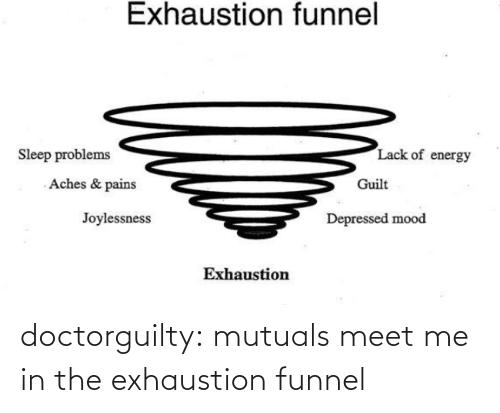 Exhaustion funnel
Sleep problems
Lack of energy
Aches & pains
Guilt
Joylessness
Depressed mood
Exhaustion
doctorguilty: mutuals meet me
in the exhaustion funnel